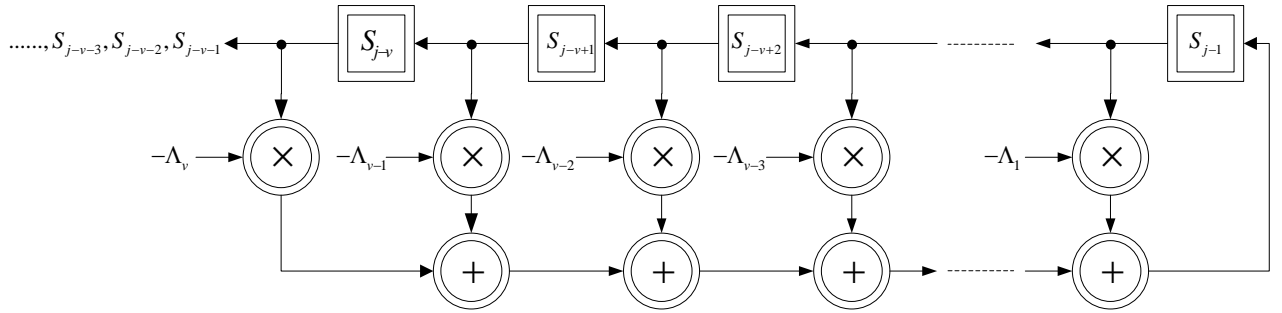 ......, S_{j-v-3}, S_{j-v-2}, S_{j-v-1} S_{j-v} S_{j-v+1} S_{j-v+2} S_{j-1}
-Λ_v × -Λ_{v-1} × -Λ_{v-2} × -Λ_{v-3} × -Λ_1 ×
+ + + +